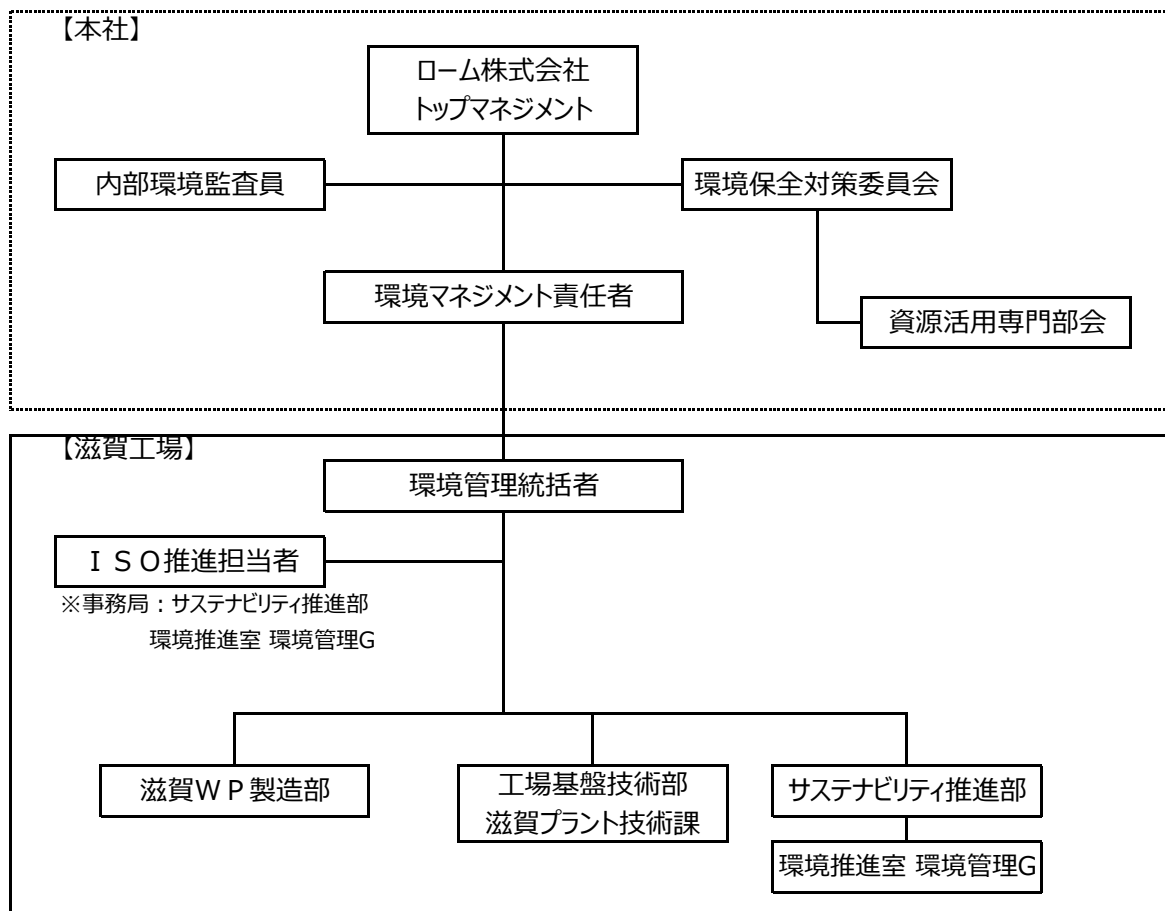 【本社】
ローム株式会社
トップマネジメント
内部環境監査員
環境保全対策委員会
環境マネジメント責任者
資源活用専門部会
【滋賀工場】
環境管理統括者
ＩＳＯ推進担当者
※事務局：サステナビリティ推進部
環境推進室 環境管理G
滋賀ＷＰ製造部
工場基盤技術部
滋賀プラント技術課
サステナビリティ推進部
環境推進室 環境管理G